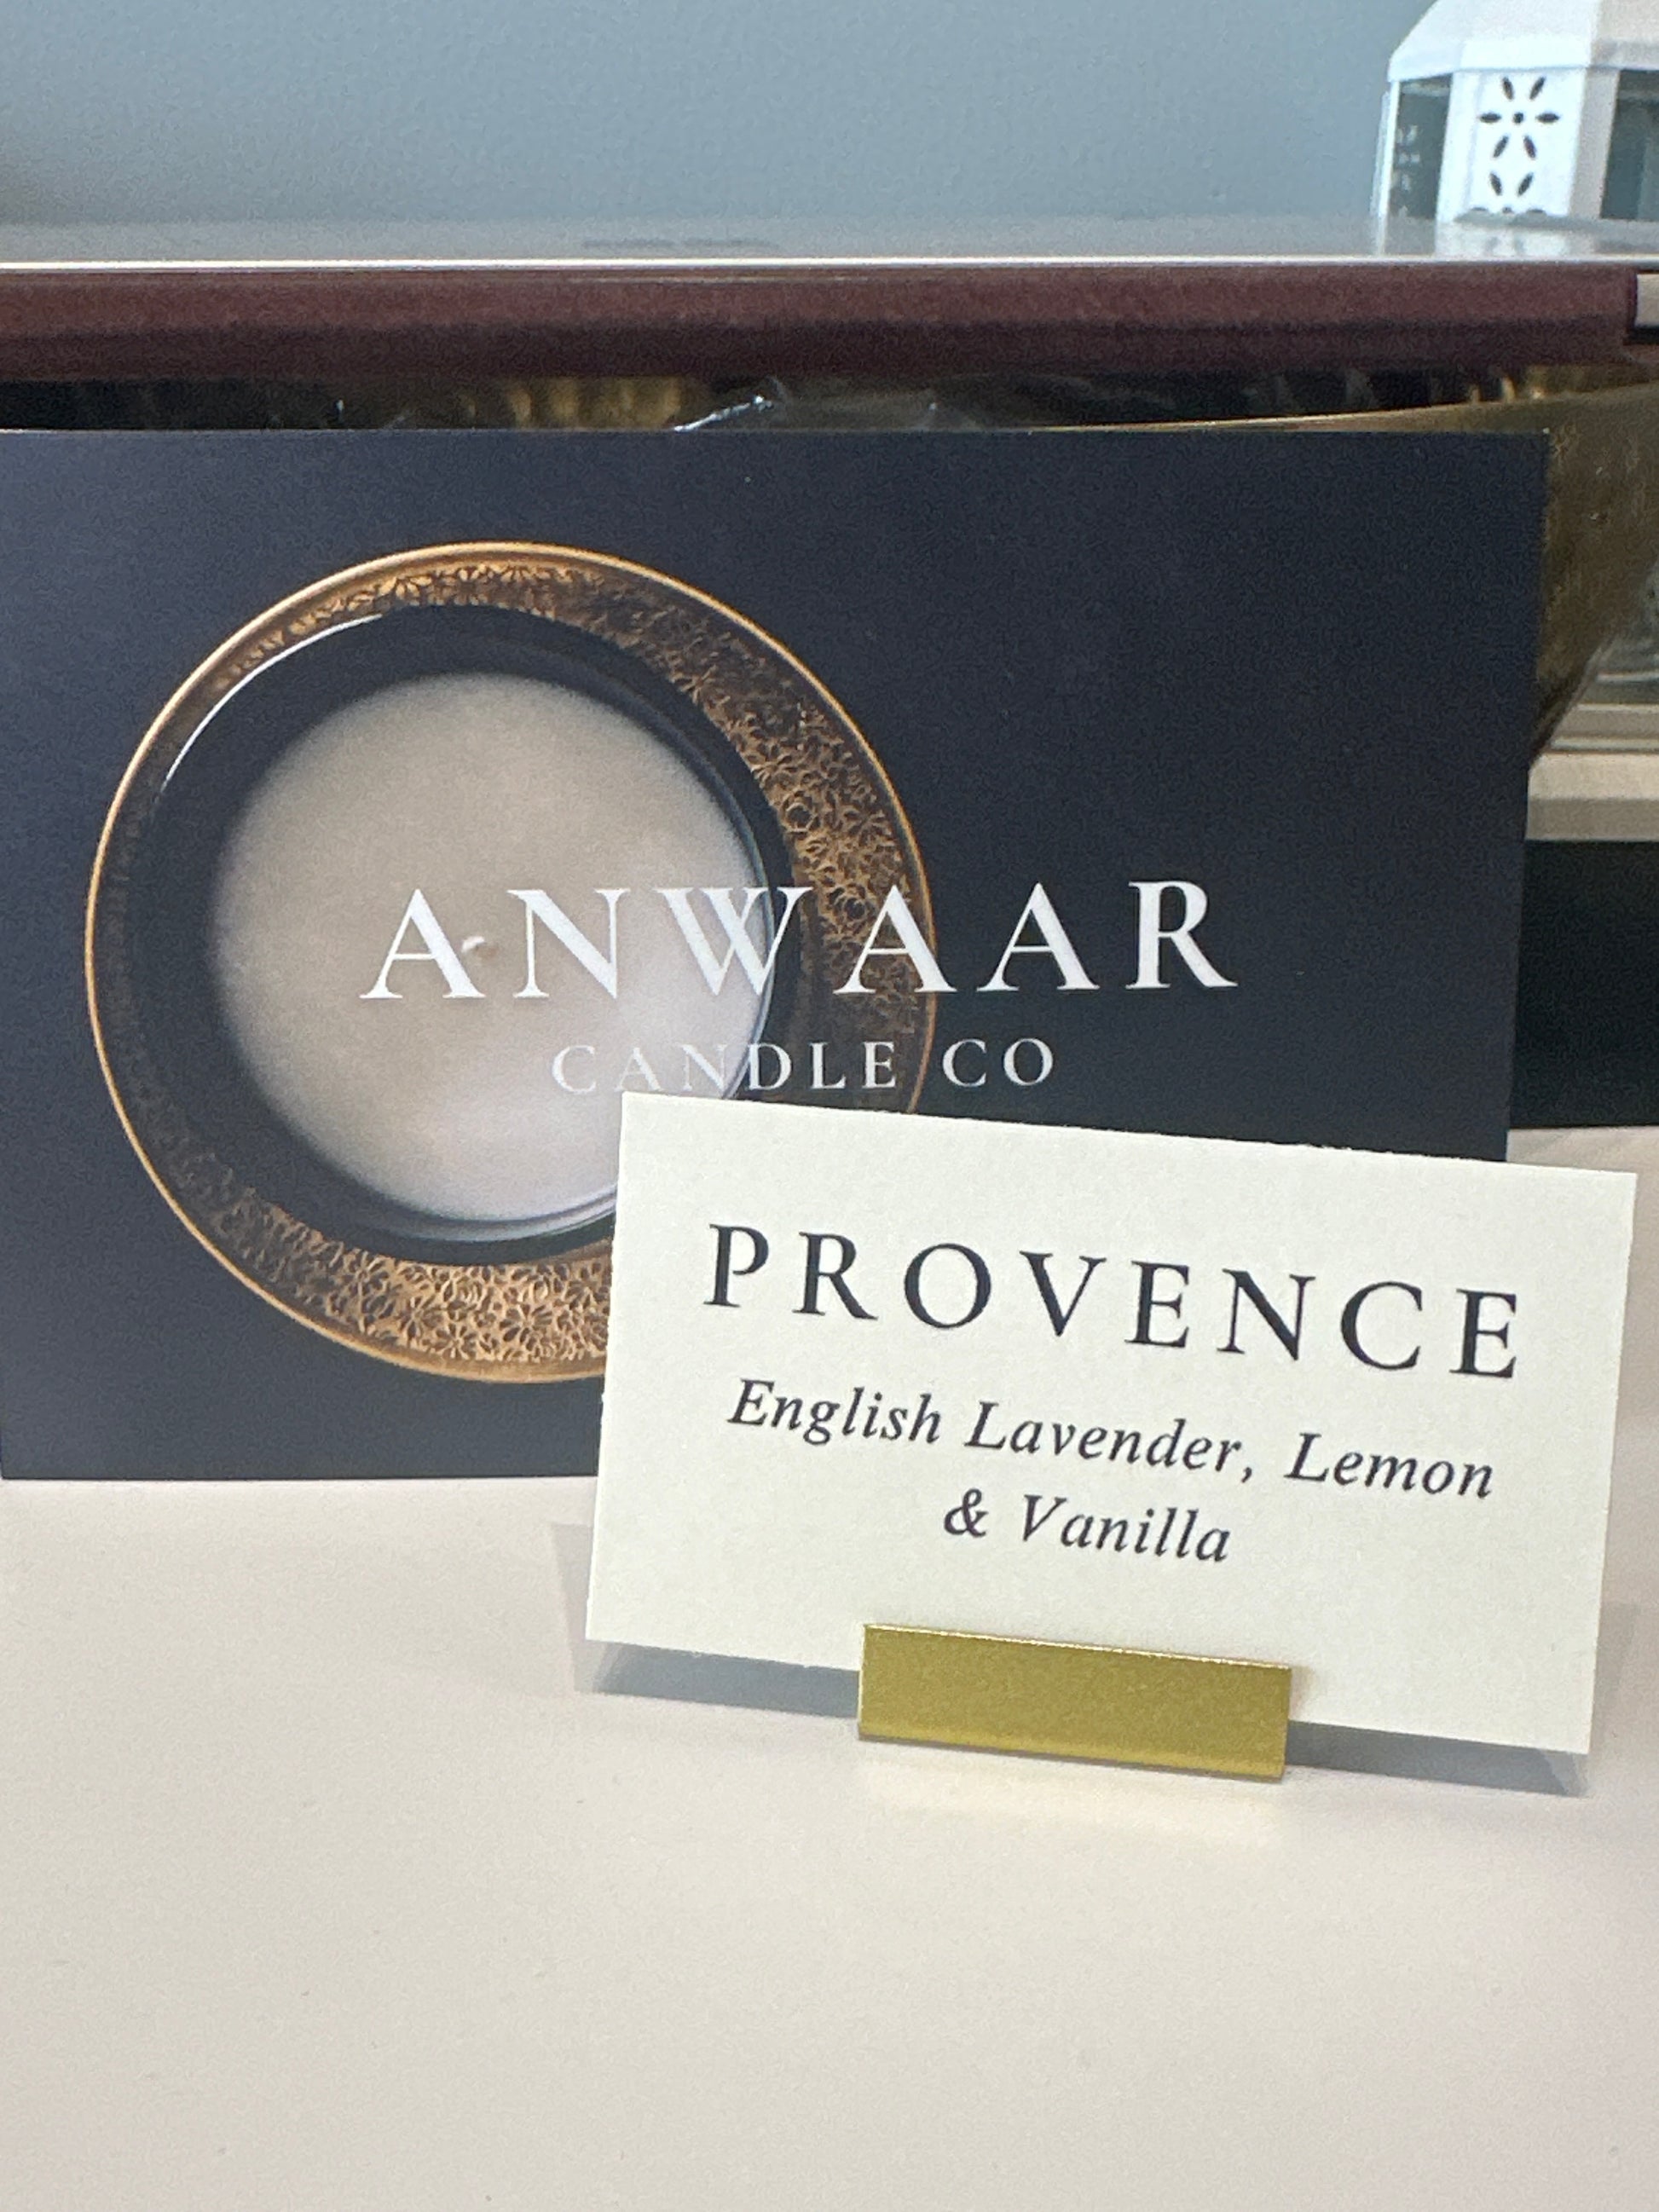 ANWAAR
CANDLE CO
PROVENCE
English Lavender, Lemon
& Vanilla